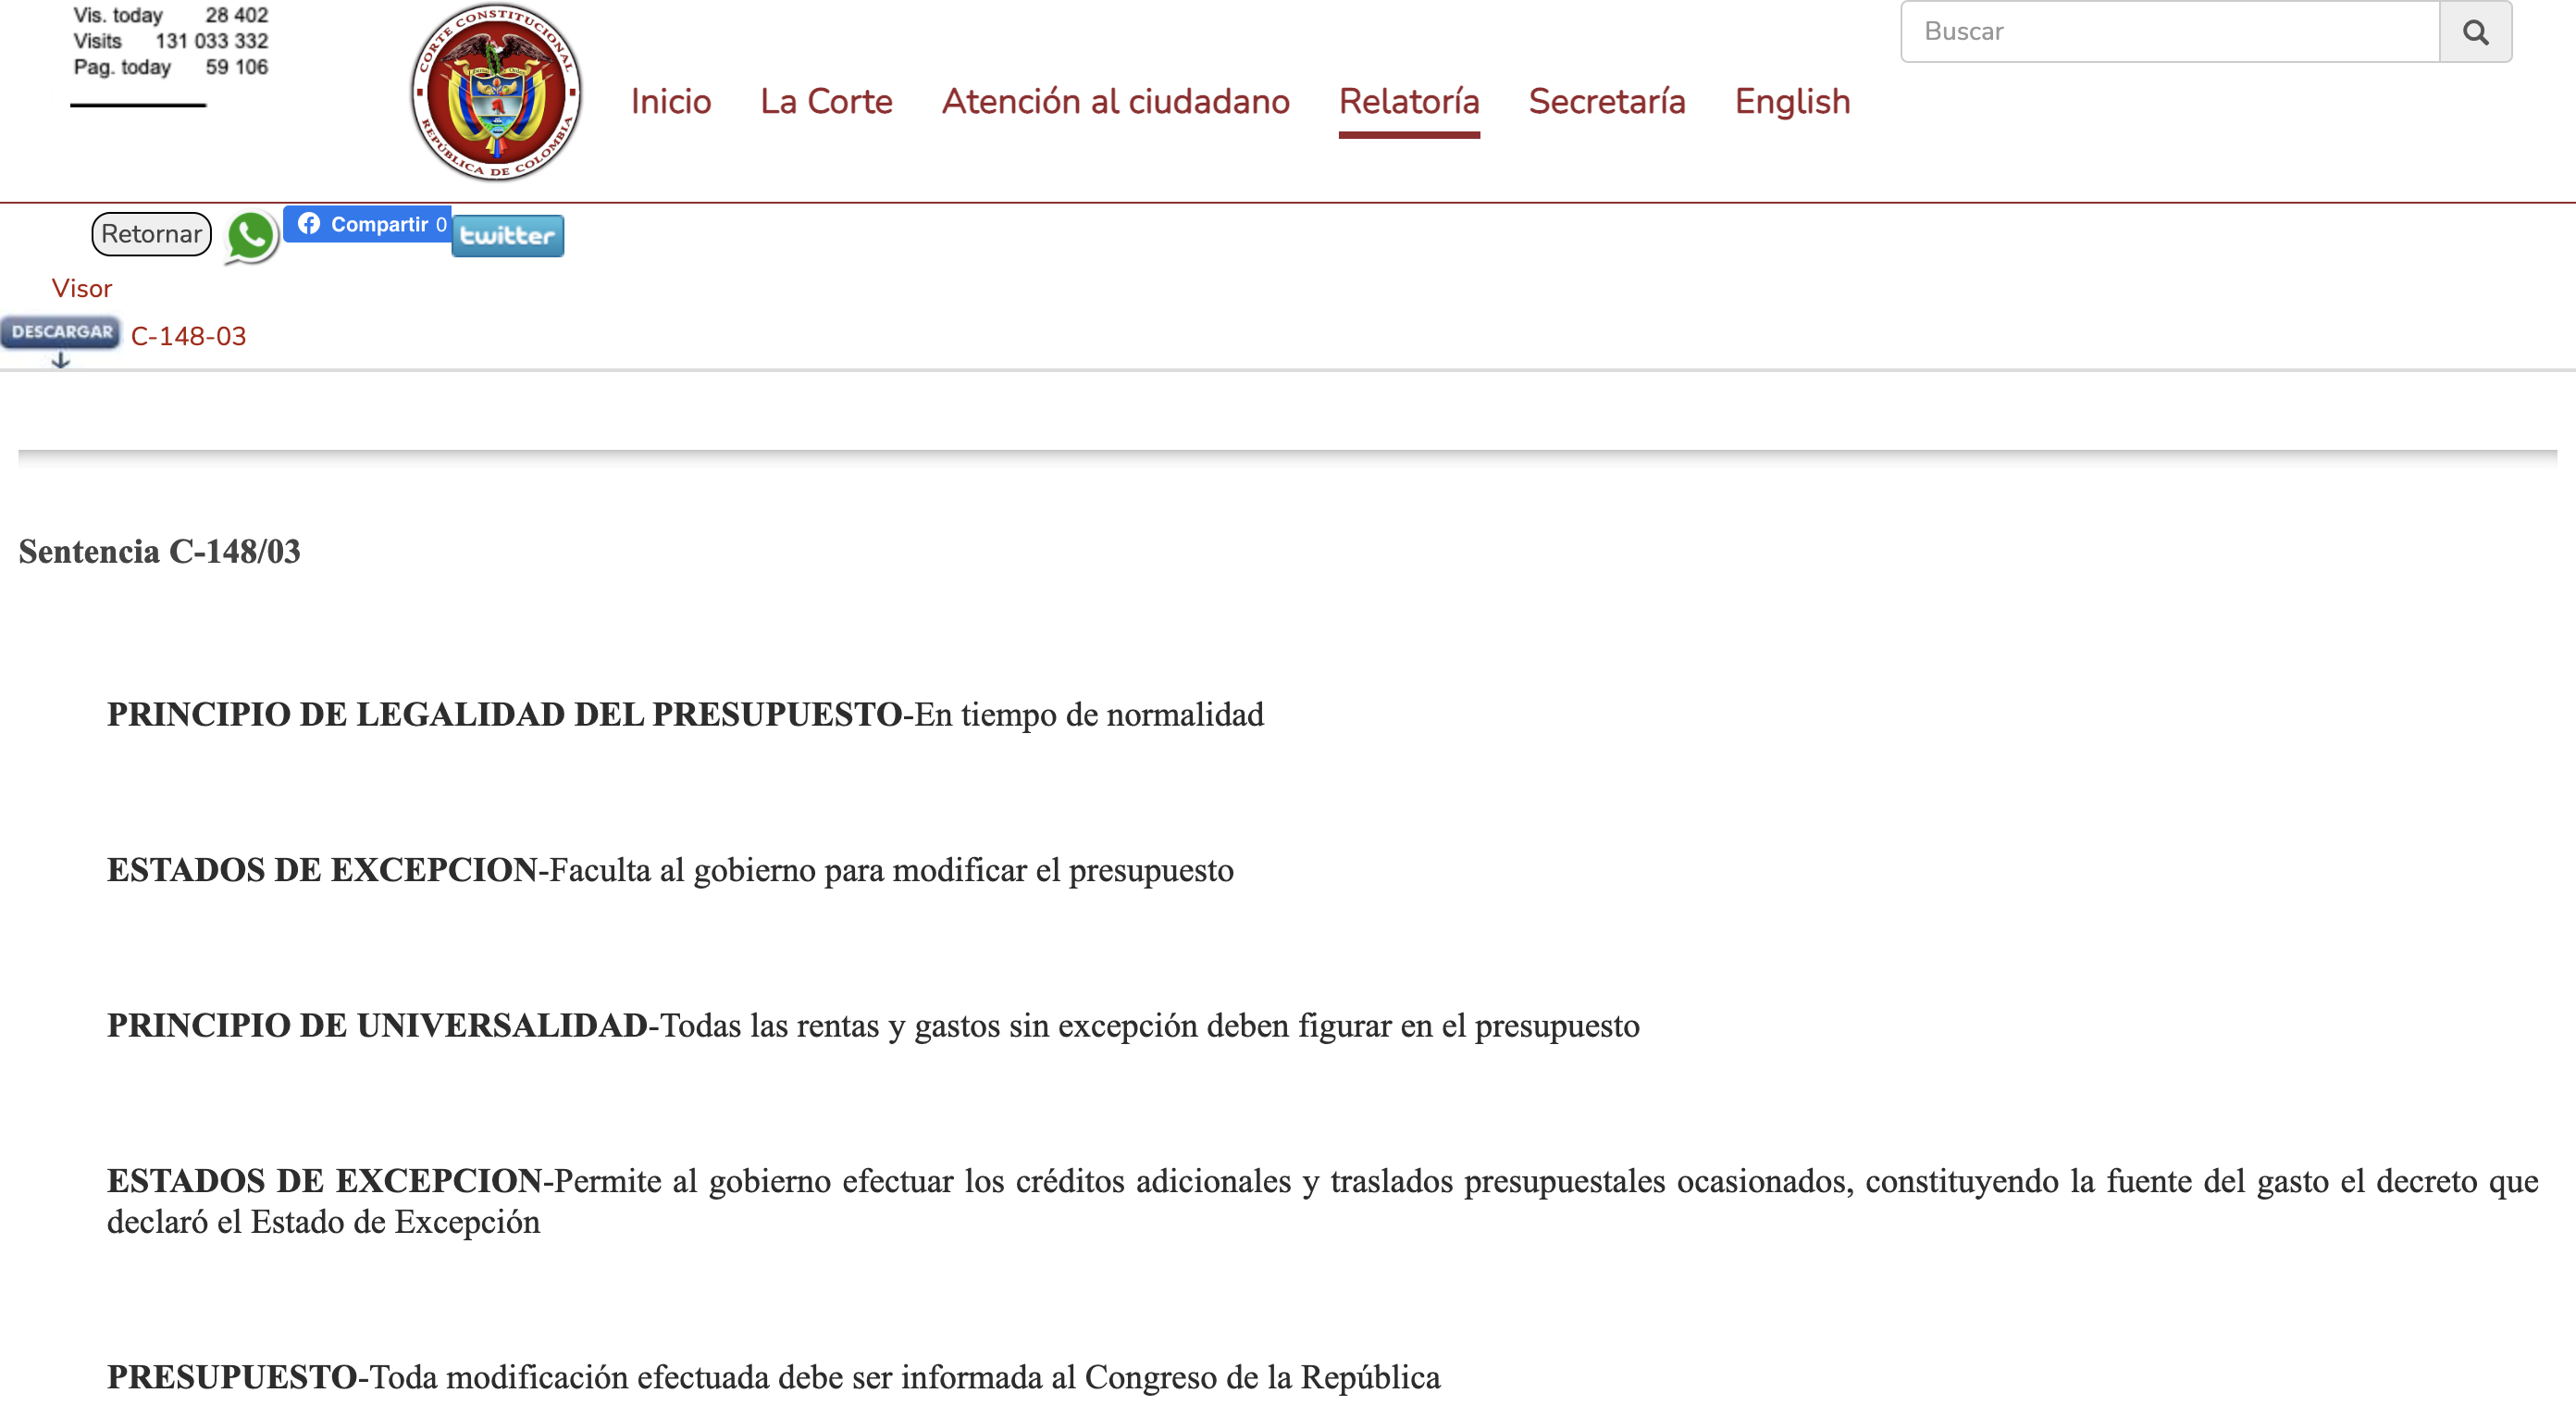 Vis. today 28 402
Visits 131 033 332
Pag. today 59 106
CORTE CONSTITUCIONAL
REPÚBLICA DE COLOMBIA
Buscar
Inicio La Corte Atención al ciudadano Relatoría Secretaría English
Retornar Compartir 0 twitter
Visor
DESCARGAR C-148-03
Sentencia C-148/03
PRINCIPIO DE LEGALIDAD DEL PRESUPUESTO-En tiempo de normalidad
ESTADOS DE EXCEPCION-Faculta al gobierno para modificar el presupuesto
PRINCIPIO DE UNIVERSALIDAD-Todas las rentas y gastos sin excepción deben figurar en el presupuesto
ESTADOS DE EXCEPCION-Permite al gobierno efectuar los créditos adicionales y traslados presupuestales ocasionados, constituyendo la fuente del gasto el decreto que
declaró el Estado de Excepción
PRESUPUESTO-Toda modificación efectuada debe ser informada al Congreso de la República